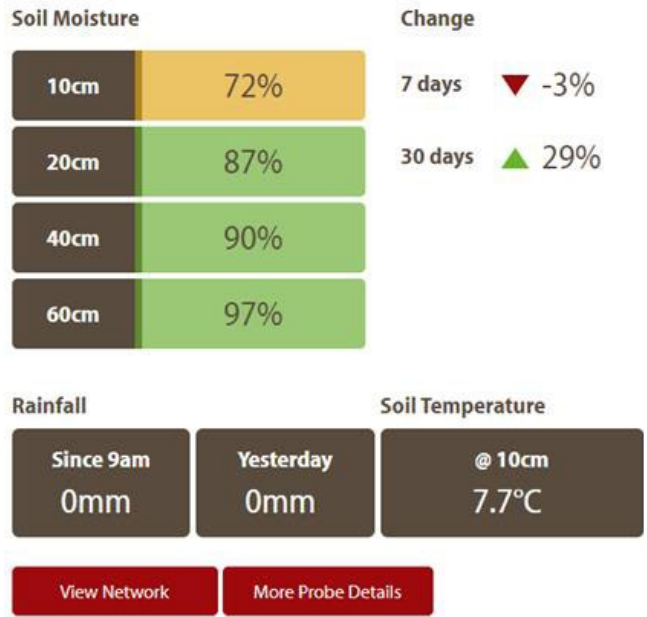 Soil Moisture
Change
10cm 72%
7 days ▼ -3%
20cm 87%
30 days ▲ 29%
40cm 90%
60cm 97%
Rainfall
Soil Temperature
Since 9am
0mm
Yesterday
0mm
@ 10cm
7.7°C
View Network
More Probe Details